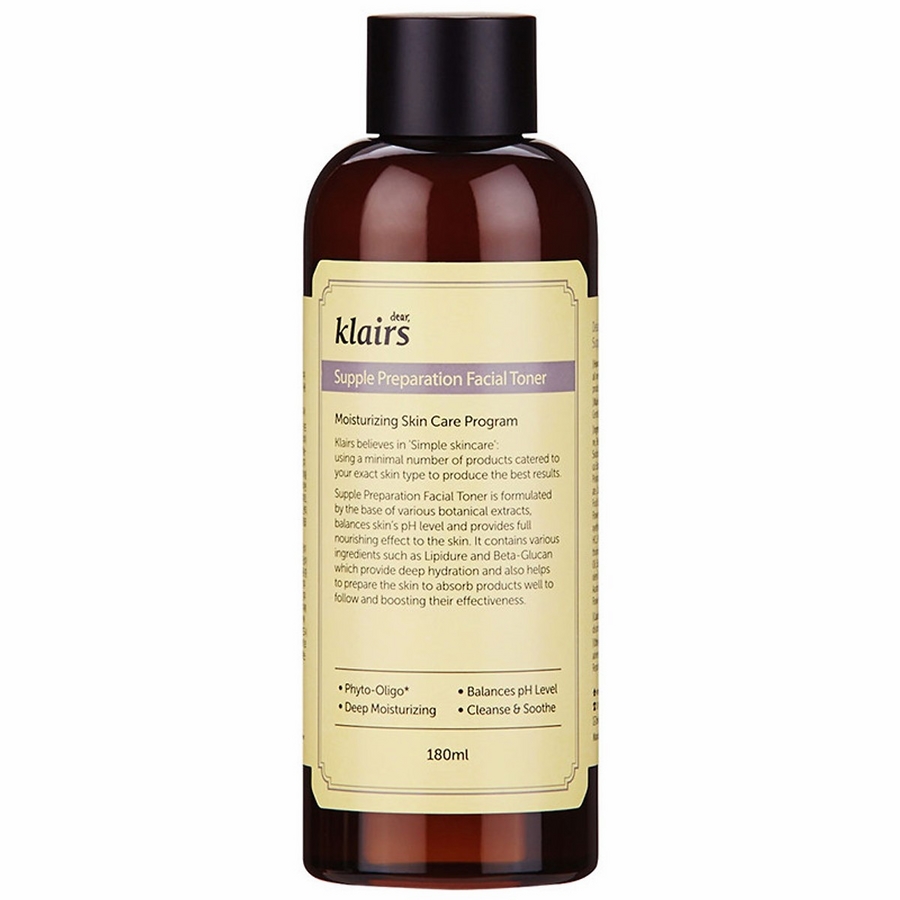 dear,
klairs
Supple Preparation Facial Toner
Moisturizing Skin Care Program
Klairs believes in 'Simple skincare':
using a minimal number of products catered to
your exact skin type to produce the best results.
Supple Preparation Facial Toner is formulated
by the base of various botanical extracts,
balances skin's pH level and provides full
nourishing effect to the skin. It contains various
ingredients such as Lipidure and Beta-Glucan
which provide deep hydration and also helps
to prepare the skin to absorb products well to
follow and boosting their effectiveness.
• Phyto-Oligo*
• Balances pH Level
• Deep Moisturizing
• Cleanse & Soothe
180ml